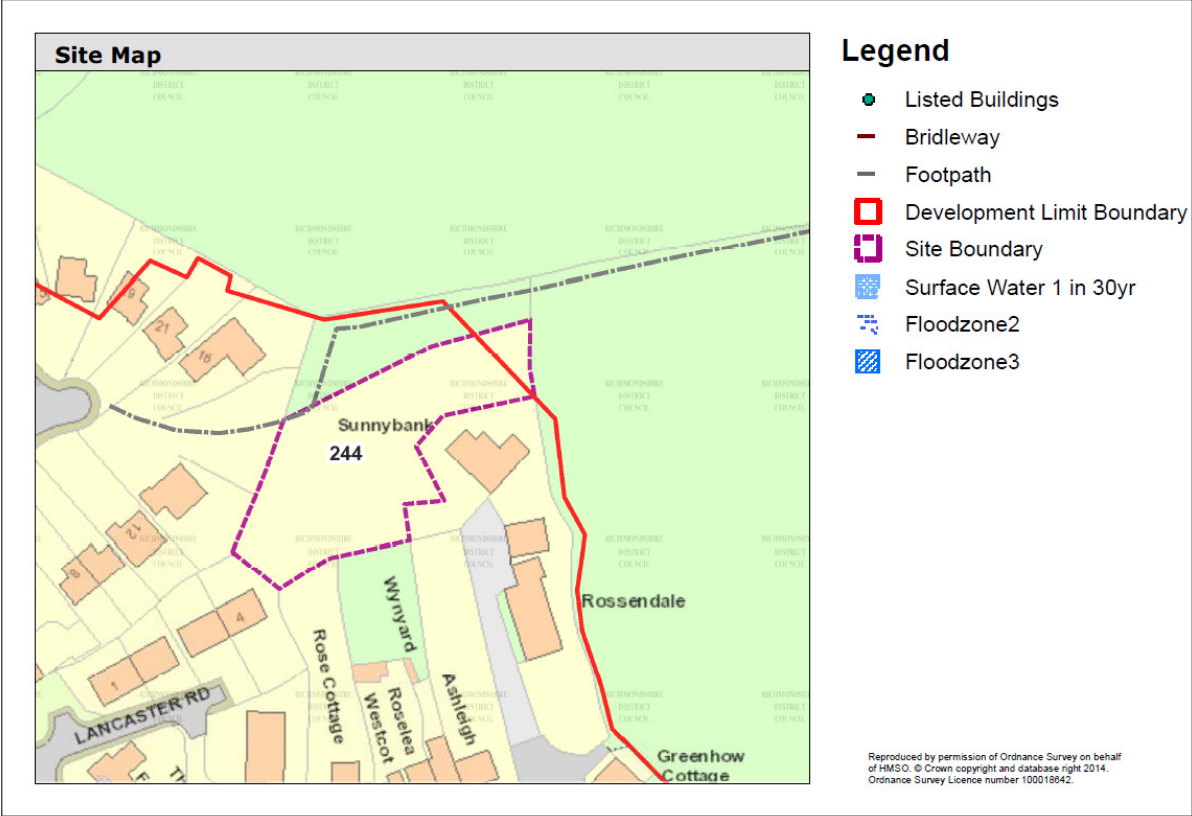 Site Map
Legend
Listed Buildings
Bridleway
Footpath
Development Limit Boundary
Site Boundary
Surface Water 1 in 30yr
Floodzone2
Floodzone3
RICHMONDSHIRE
DISTRICT
COUNCIL
9
21
18
Sunnybank
244
12
8
4
1
LANCASTER RD
Wynyard
Rossendale
Rose Cottage
Westcot
Roselea
Ashleigh
Greenhow
Cottage
Reproduced by permission of Ordnance Survey on behalf
of HMSO. © Crown copyright and database right 2014.
Ordnance Survey Licence number 100018642.